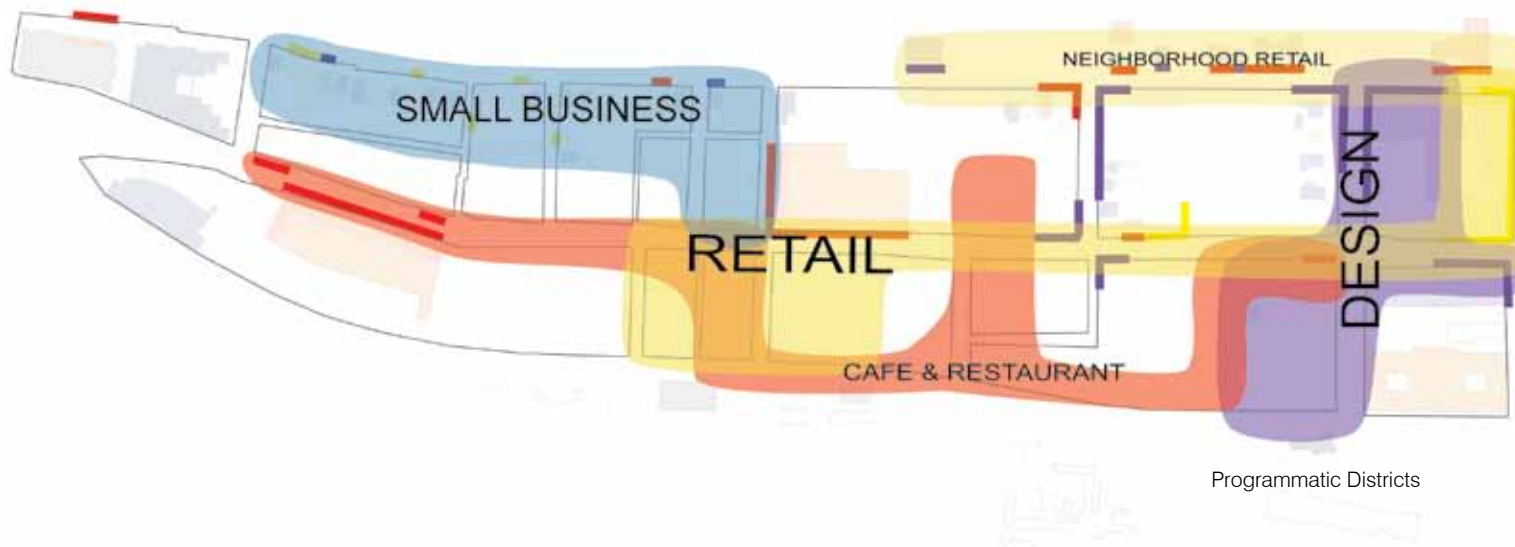 NEIGHBORHOOD RETAIL
SMALL BUSINESS
DESIGN
RETAIL
CAFE & RESTAURANT
Programmatic Districts